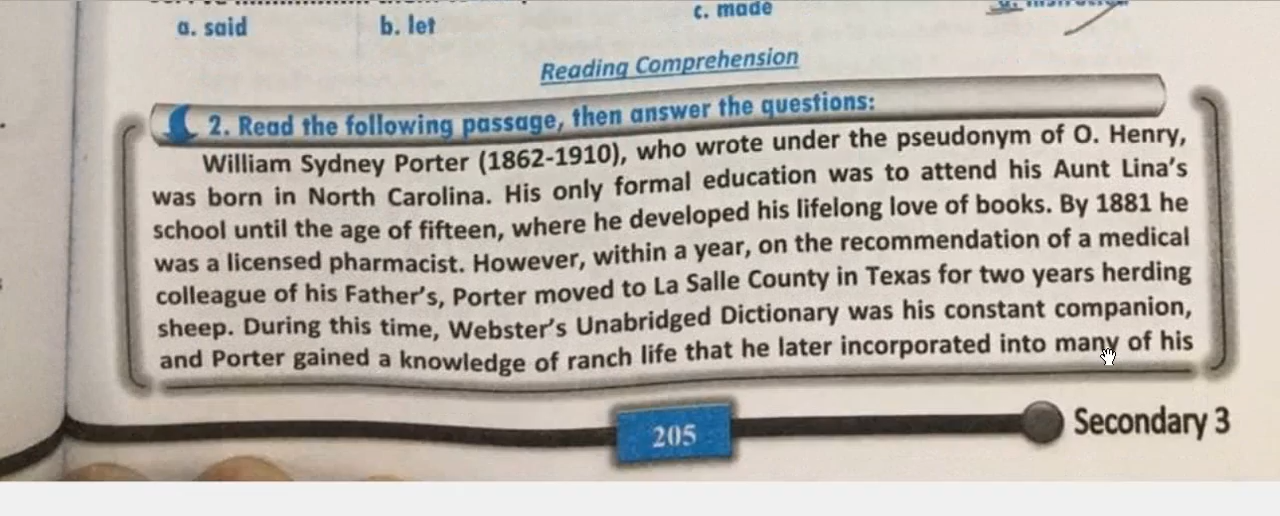 a. said b. let c. made
Reading Comprehension
2. Read the following passage, then answer the questions:
William Sydney Porter (1862-1910), who wrote under the pseudonym of O. Henry,
was born in North Carolina. His only formal education was to attend his Aunt Lina's
school until the age of fifteen, where he developed his lifelong love of books. By 1881 he
was a licensed pharmacist. However, within a year, on the recommendation of a medical
colleague of his Father's, Porter moved to La Salle County in Texas for two years herding
sheep. During this time, Webster's Unabridged Dictionary was his constant companion,
and Porter gained a knowledge of ranch life that he later incorporated into many of his
205
Secondary 3